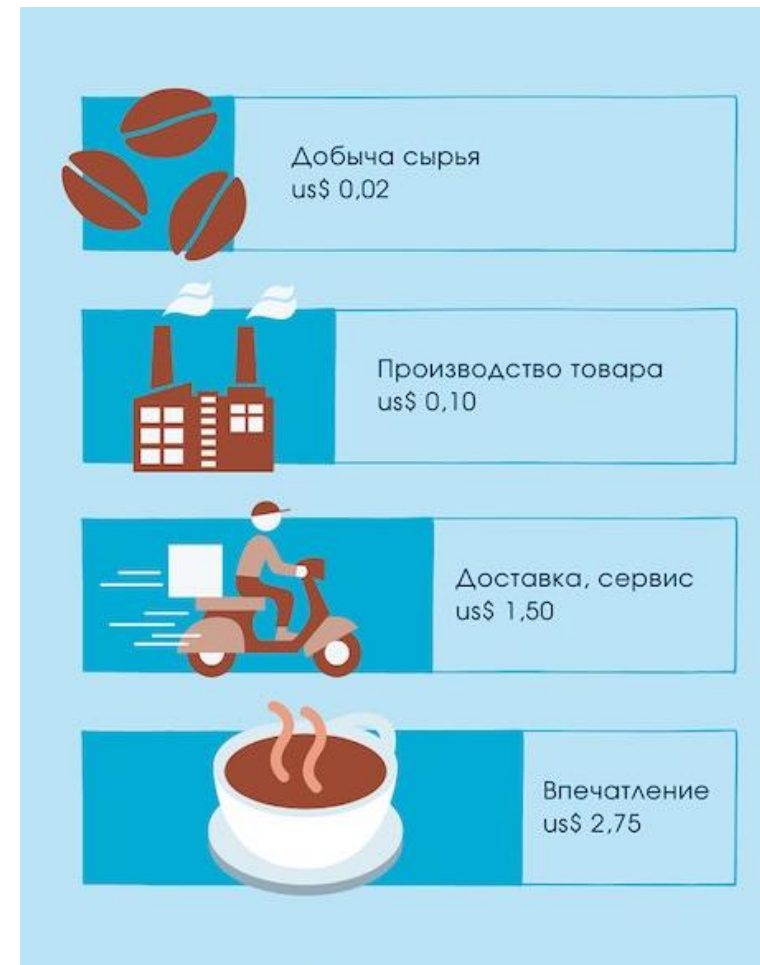 Добыча сырья
us$ 0,02
Производство товара
us$ 0,10
Доставка, сервис
us$ 1,50
Впечатление
us$ 2,75